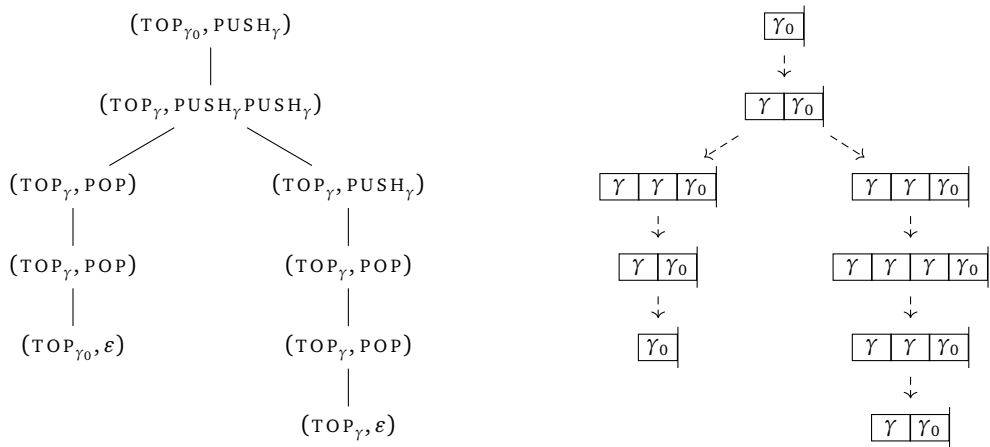 (TOP_γ₀, PUSH_γ) γ₀
(TOP_γ, PUSH_γ PUSH_γ) γ γ₀
(TOP_γ, POP) (TOP_γ, PUSH_γ) γ γ γ₀ γ γ γ₀
(TOP_γ, POP) (TOP_γ, POP) γ γ₀ γ γ γ γ₀
(TOP_γ₀, ε) (TOP_γ, POP) γ₀ γ γ γ₀
(TOP_γ, ε) γ γ₀